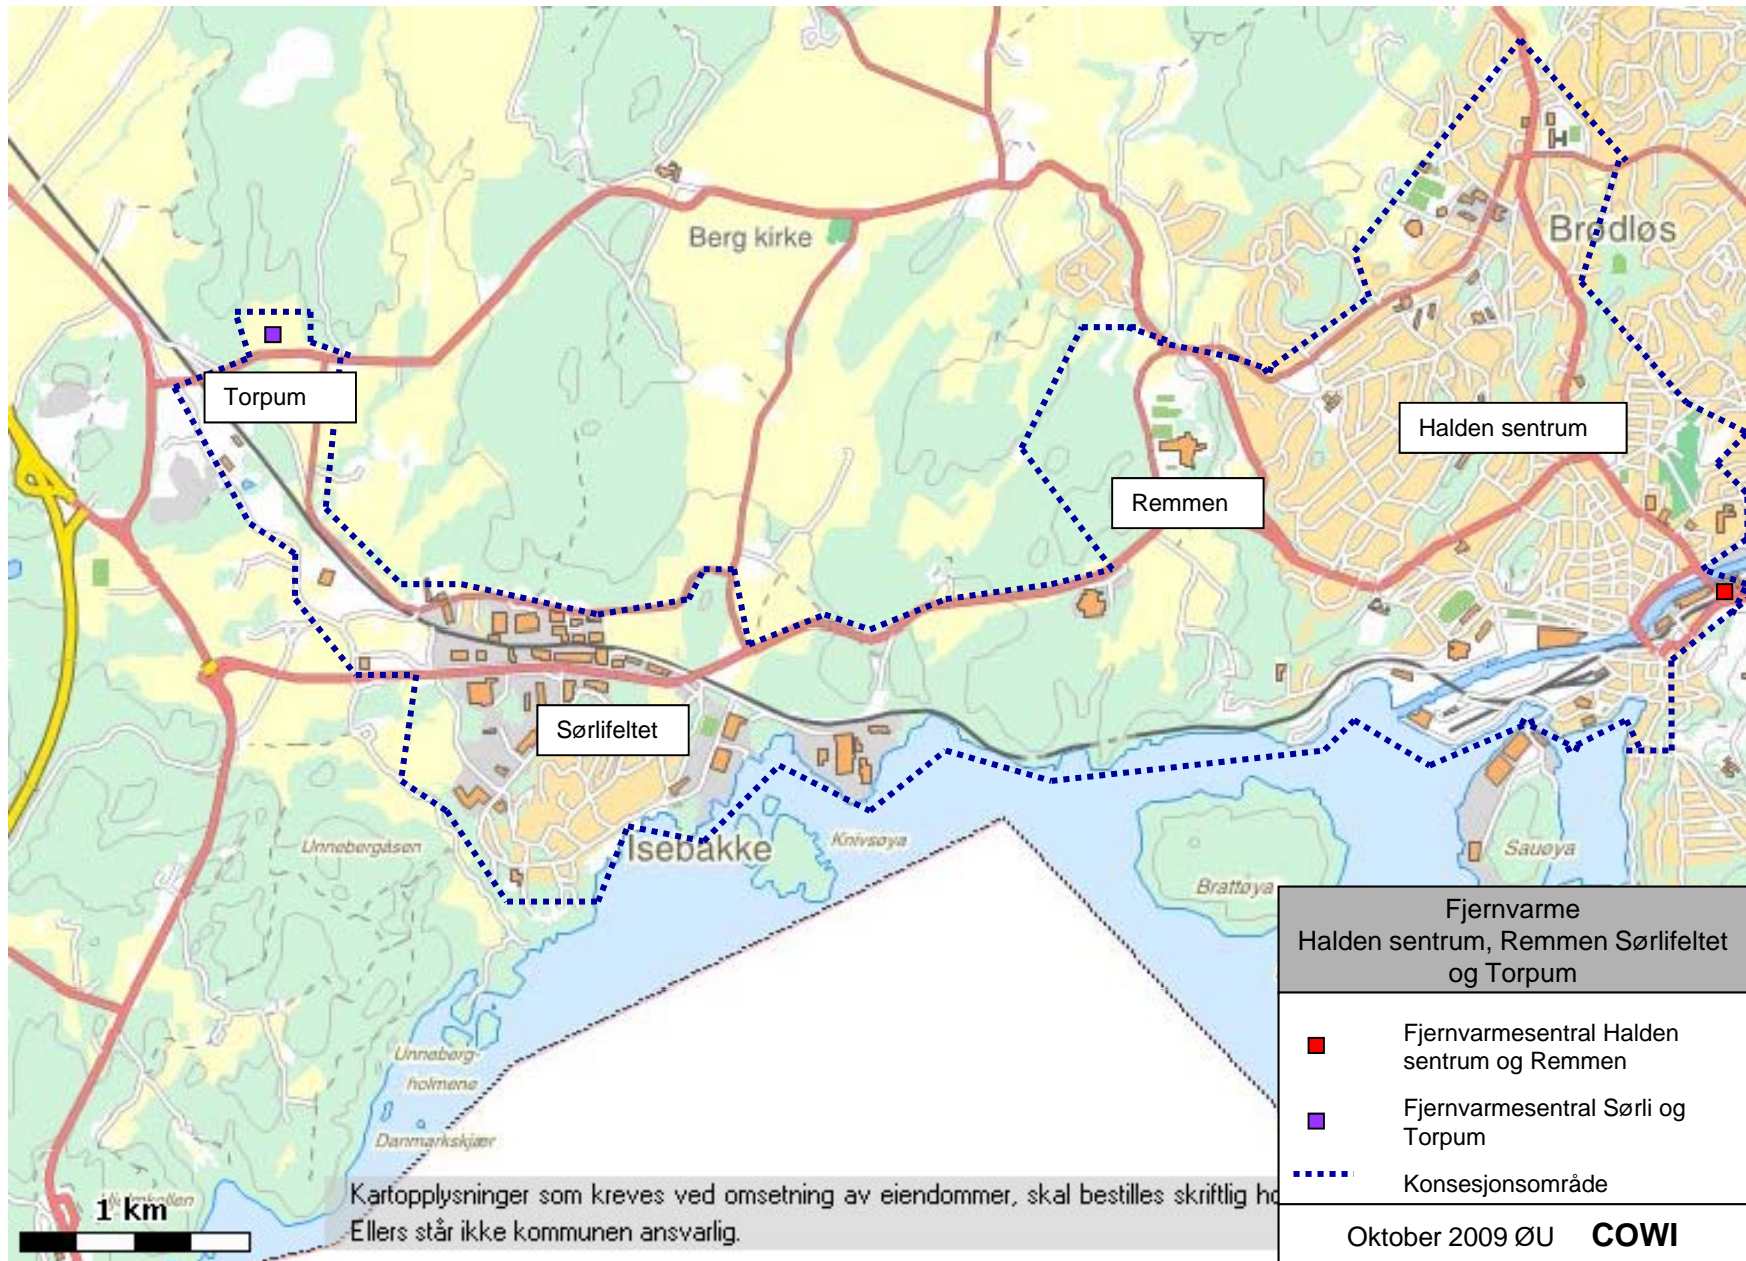 Berg kirke
Brødløs
Torpum
Halden sentrum
Remmen
Sørlifeltet
Unnebergåsen
Isebakke
Knivsøya
Brattøya
Sauøya
Unneberg-
holmene
Danmarkskjær
Fjernvarme
Halden sentrum, Remmen Sørlifeltet
og Torpum
Fjernvarmesentral Halden
sentrum og Remmen
Fjernvarmesentral Sørli og
Torpum
Konsesjonsområde
Oktober 2009 ØU COWI
1 km
Kartopplysninger som kreves ved omsetning av eiendommer, skal bestilles skriftlig
Ellers står ikke kommunen ansvarlig.